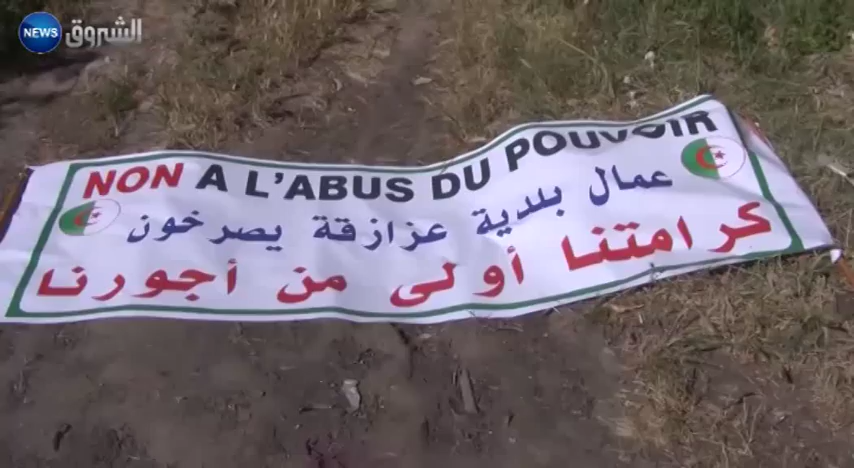 NEWS الشروق
NON A L'ABUS DU POUVOIR
عمال بلدية عزازقة يصرخون
كرامتنا أولى من أجورنا